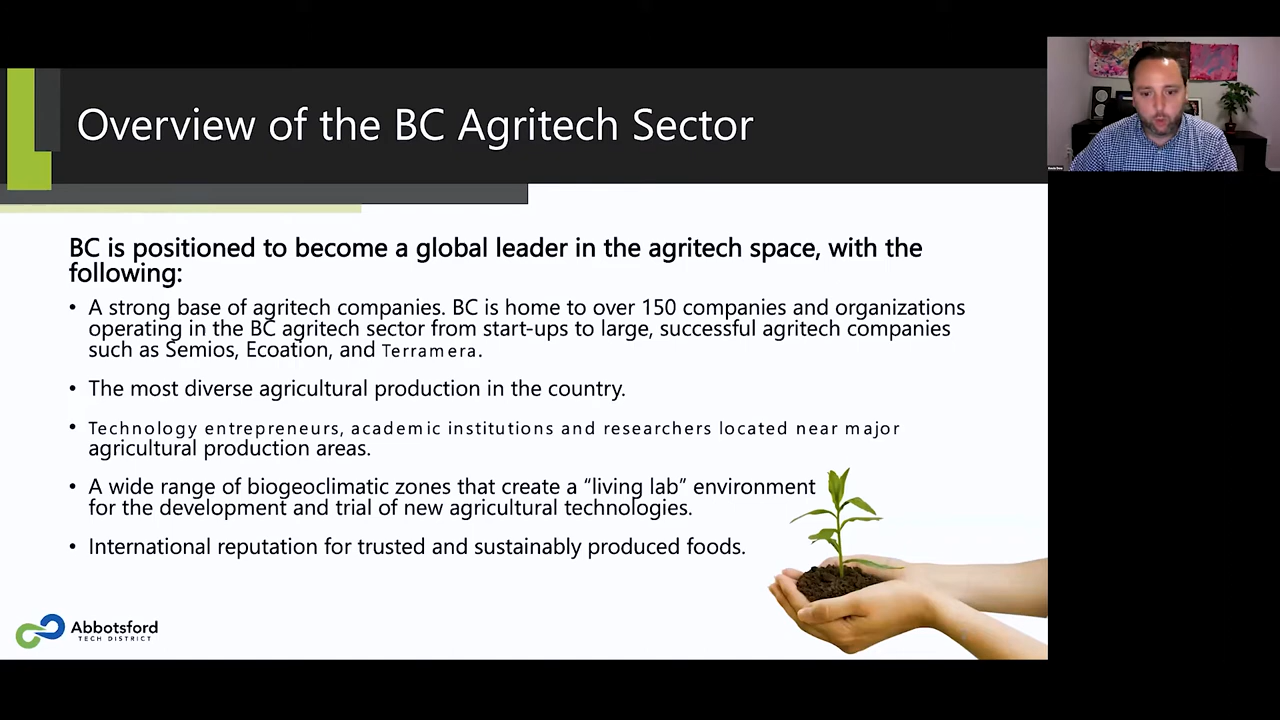 Overview of the BC Agritech Sector
BC is positioned to become a global leader in the agritech space, with the
following:
• A strong base of agritech companies. BC is home to over 150 companies and organizations
operating in the BC agritech sector from start-ups to large, successful agritech companies
such as Semios, Ecoation, and Terramera.
• The most diverse agricultural production in the country.
• Technology entrepreneurs, academic institutions and researchers located near major
agricultural production areas.
• A wide range of biogeoclimatic zones that create a “living lab” environment
for the development and trial of new agricultural technologies.
• International reputation for trusted and sustainably produced foods.
Abbotsford
TECH DISTRICT